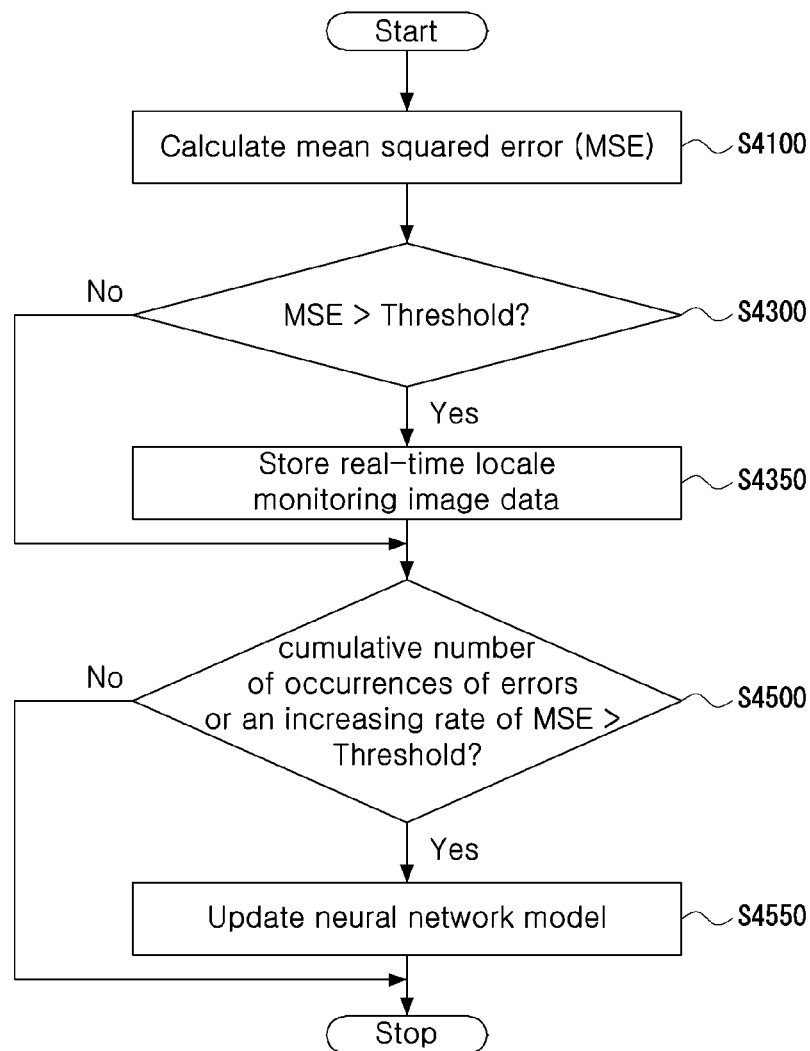 Start
Calculate mean squared error (MSE)
S4100
No
MSE > Threshold?
S4300
Yes
Store real-time locale
monitoring image data
S4350
No
cumulative number
of occurrences of errors
or an increasing rate of MSE >
Threshold?
S4500
Yes
Update neural network model
S4550
Stop